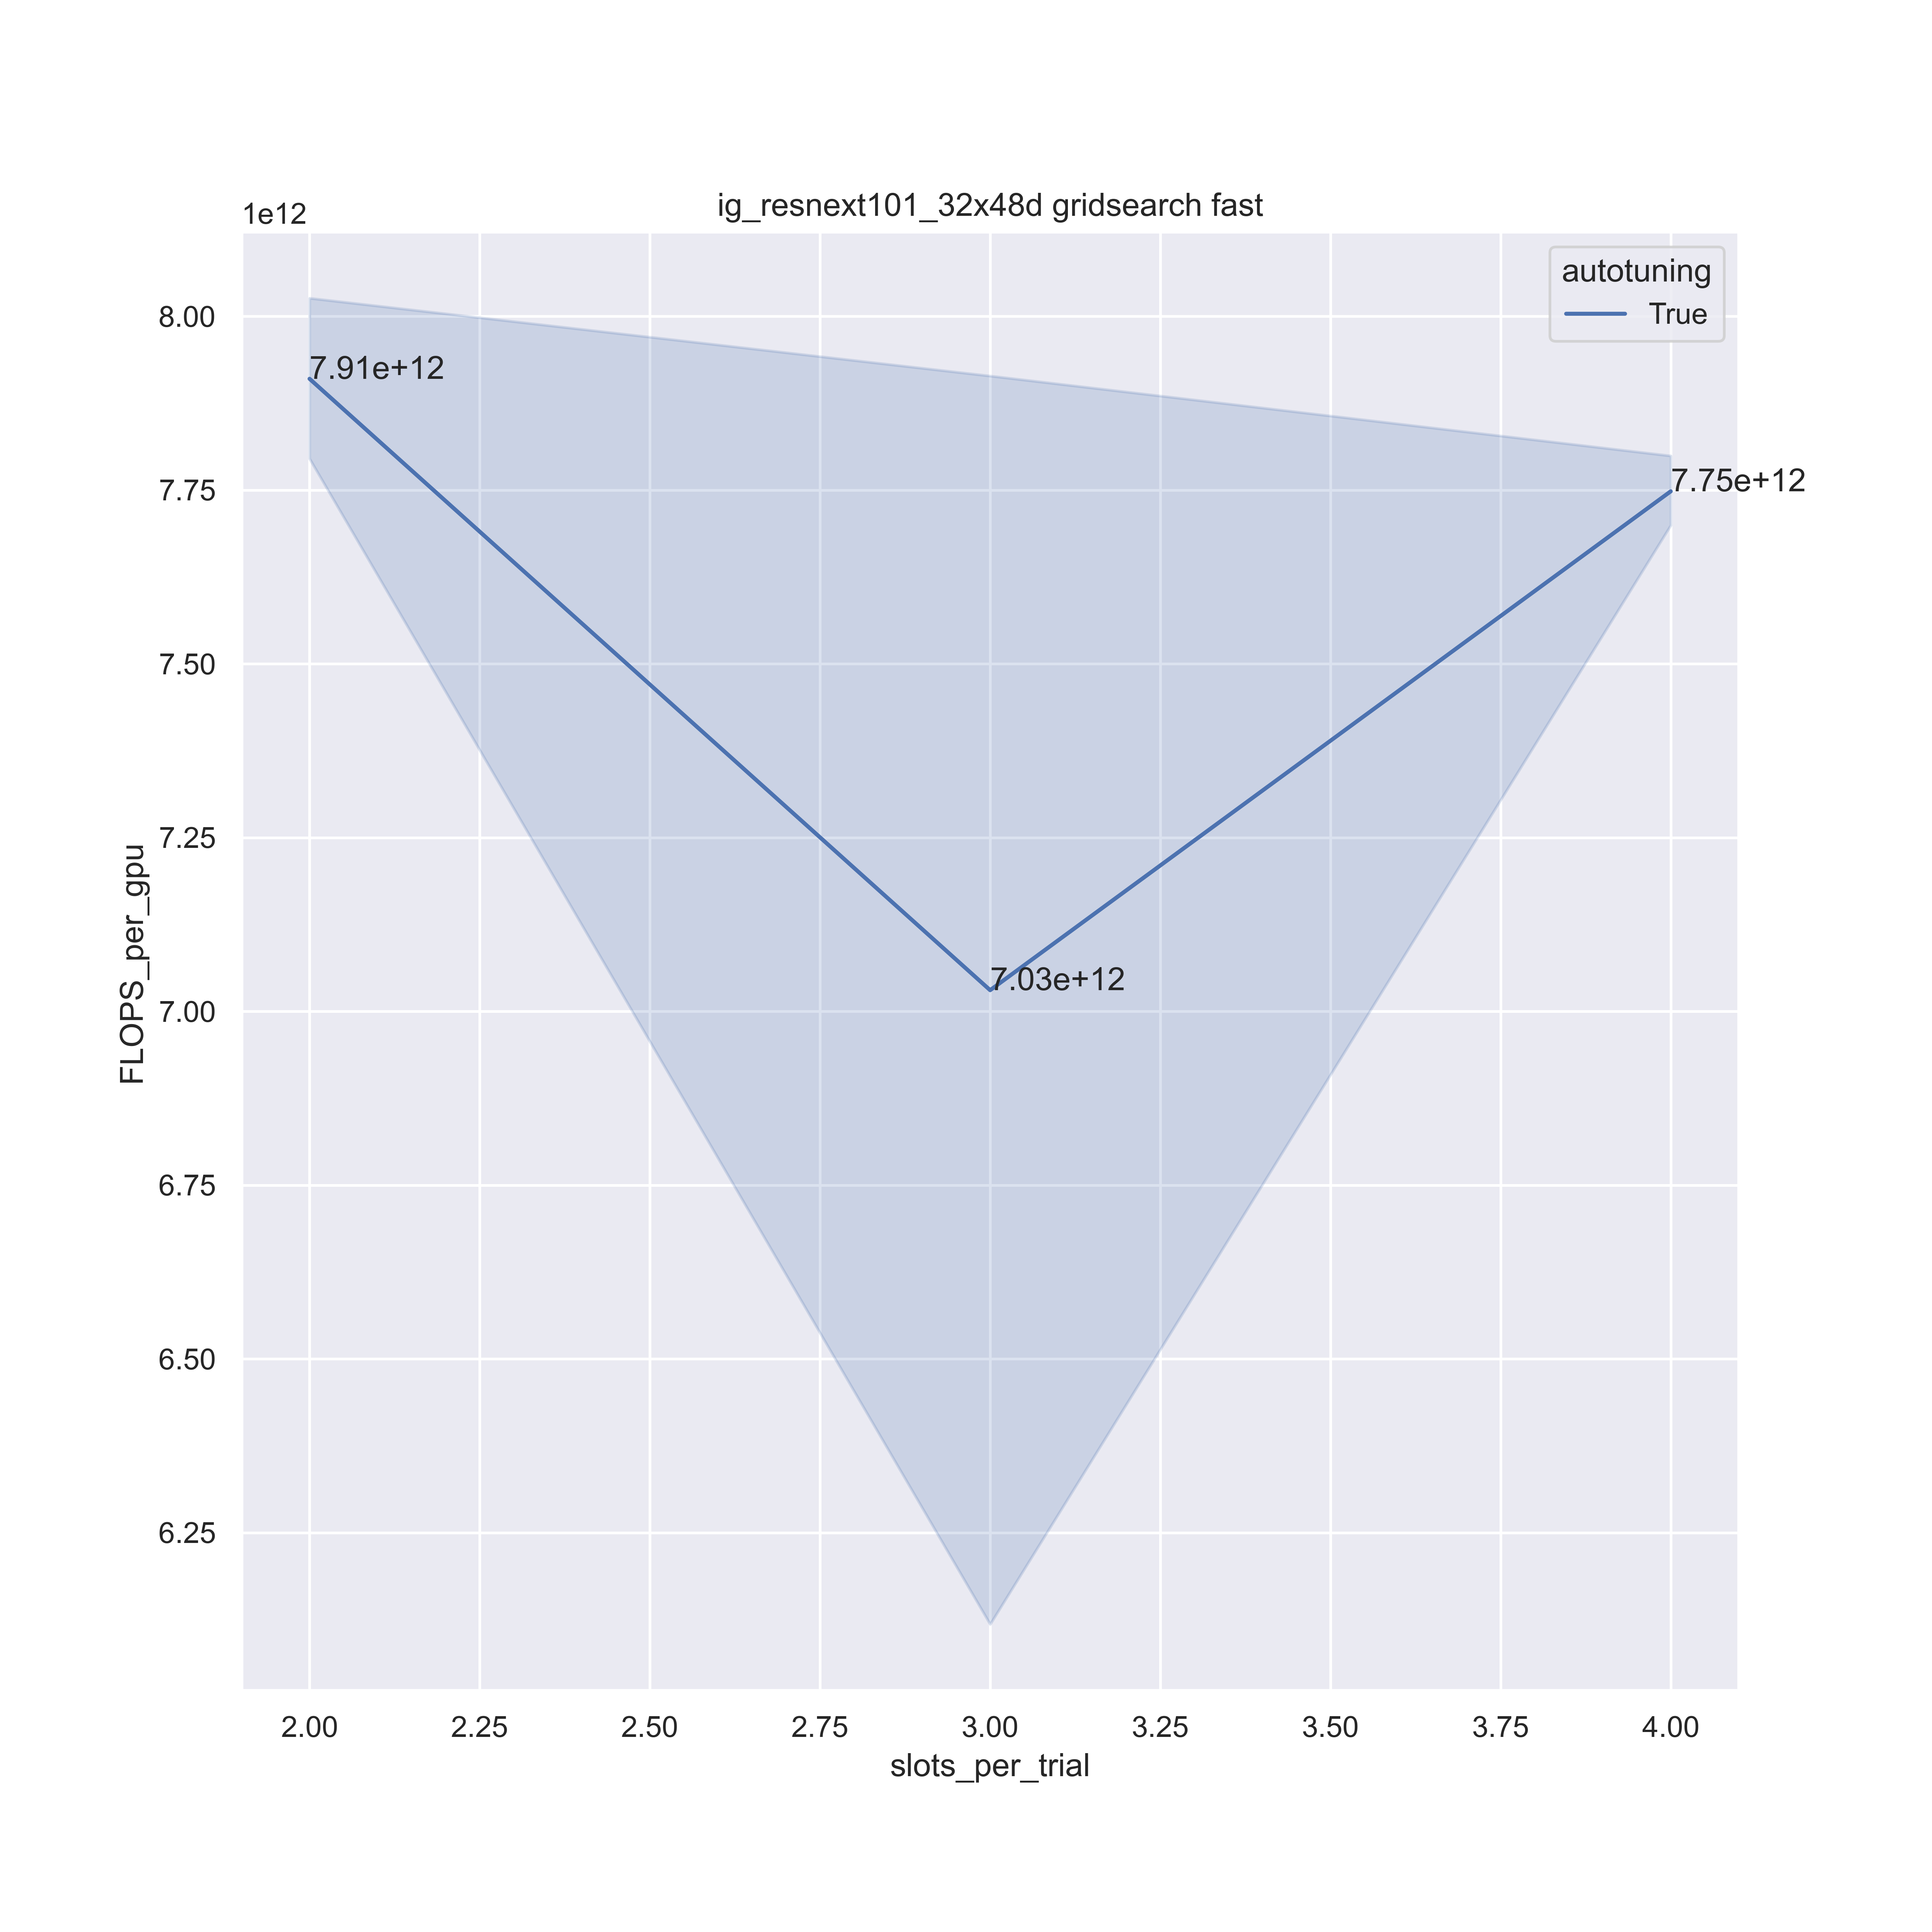 ig_resnext101_32x48d gridsearch fast
1e12
autotuning
True
8.00
7.75
7.50
7.25
7.00
6.75
6.50
6.25
FLOPS_per_gpu
7.91e+12
7.03e+12
7.75e+12
2.00 2.25 2.50 2.75 3.00 3.25 3.50 3.75 4.00
slots_per_trial